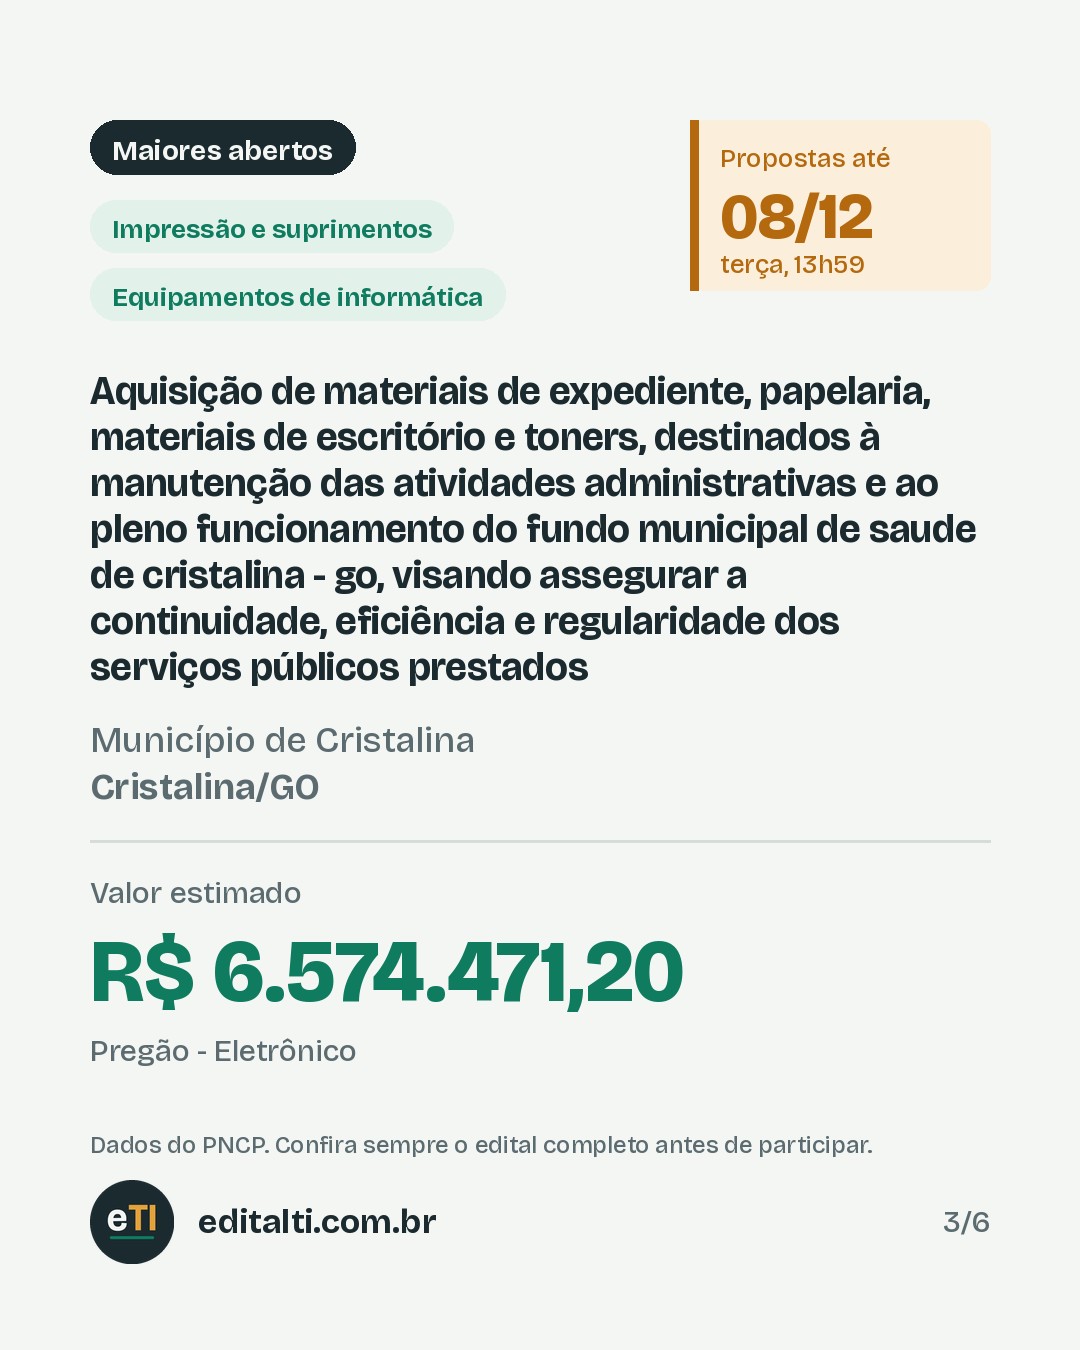 Maiores abertos
Impressão e suprimentos
Equipamentos de informática
Propostas até
08/12
terça, 13h59
Aquisição de materiais de expediente, papelaria,
materiais de escritório e toners, destinados à
manutenção das atividades administrativas e ao
pleno funcionamento do fundo municipal de saude
de cristalina - go, visando assegurar a
continuidade, eficiência e regularidade dos
serviços públicos prestados
Município de Cristalina
Cristalina/GO
Valor estimado
R$ 6.574.471,20
Pregão - Eletrônico
Dados do PNCP. Confira sempre o edital completo antes de participar.
eTI
editalti.com.br
3/6